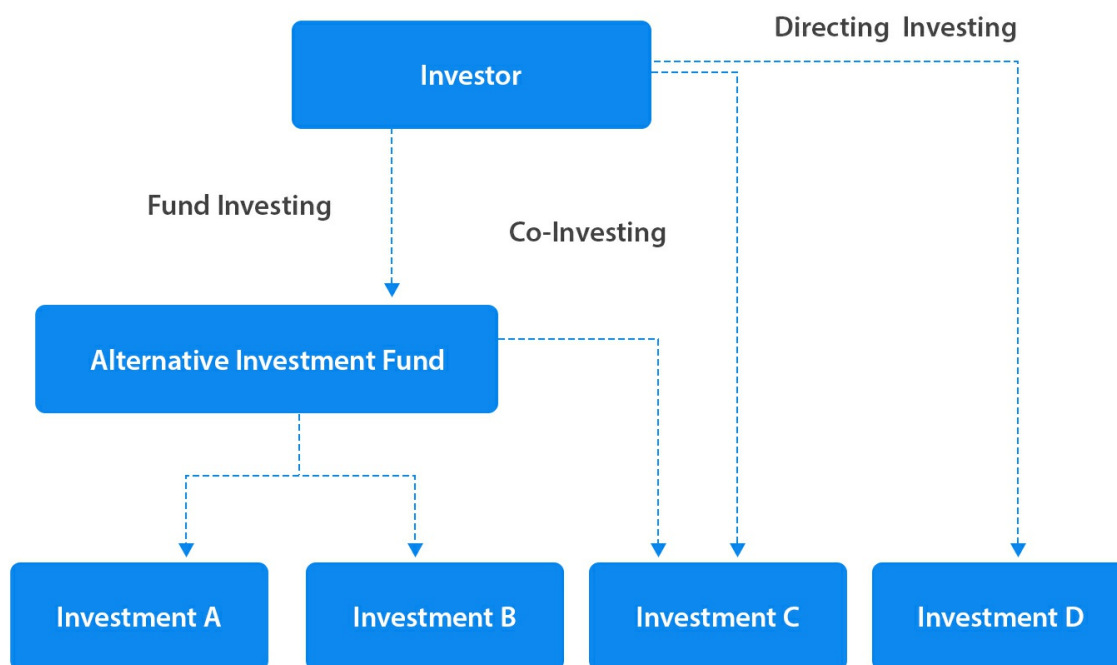 Directing Investing
Investor
Fund Investing
Co-Investing
Alternative Investment Fund
Investment A
Investment B
Investment C
Investment D